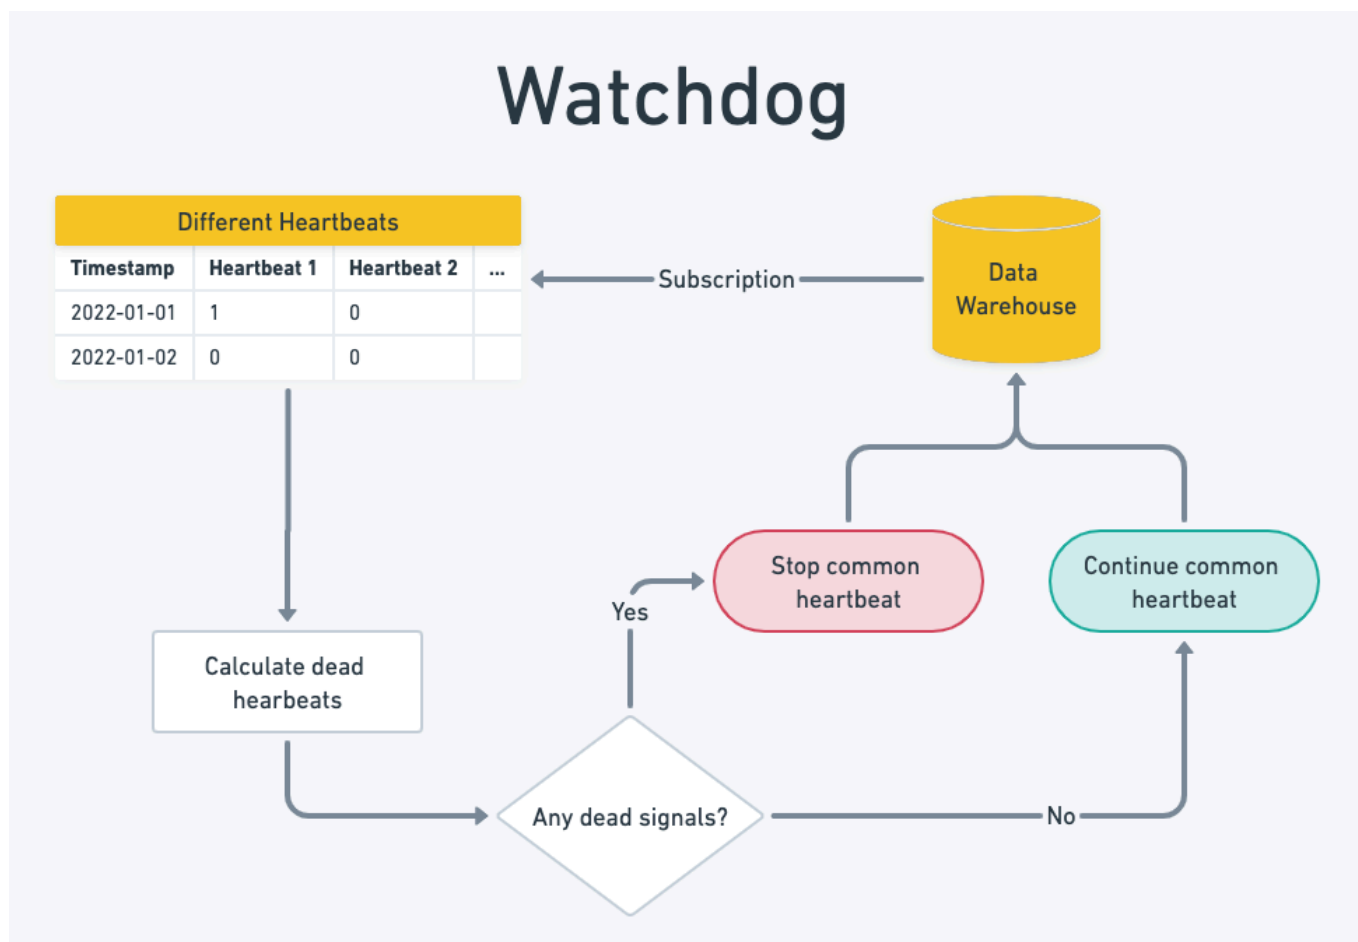 Watchdog
Different Heartbeats
Timestamp Heartbeat 1 Heartbeat 2 ...
2022-01-01 1 0
2022-01-02 0 0
Subscription
Data
Warehouse
Calculate dead
hearbeats
Any dead signals?
Yes
Stop common
heartbeat
No
Continue common
heartbeat